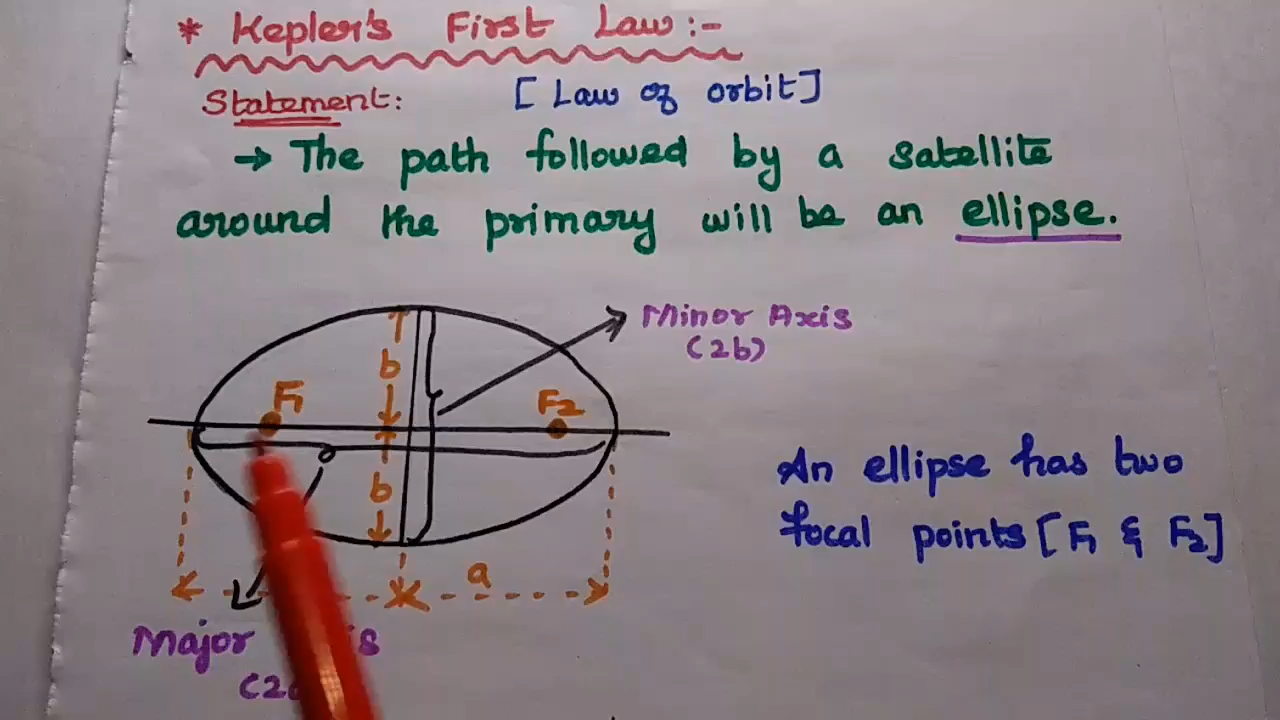 * Kepler's First Law:-
Statement: [Law of orbit]
→ The path followed by a satellite
around the primary will be an ellipse.
Minor Axis
(2b)
b
F1
F2
b
An ellipse has two
focal points [F1 & F2]
a
Major